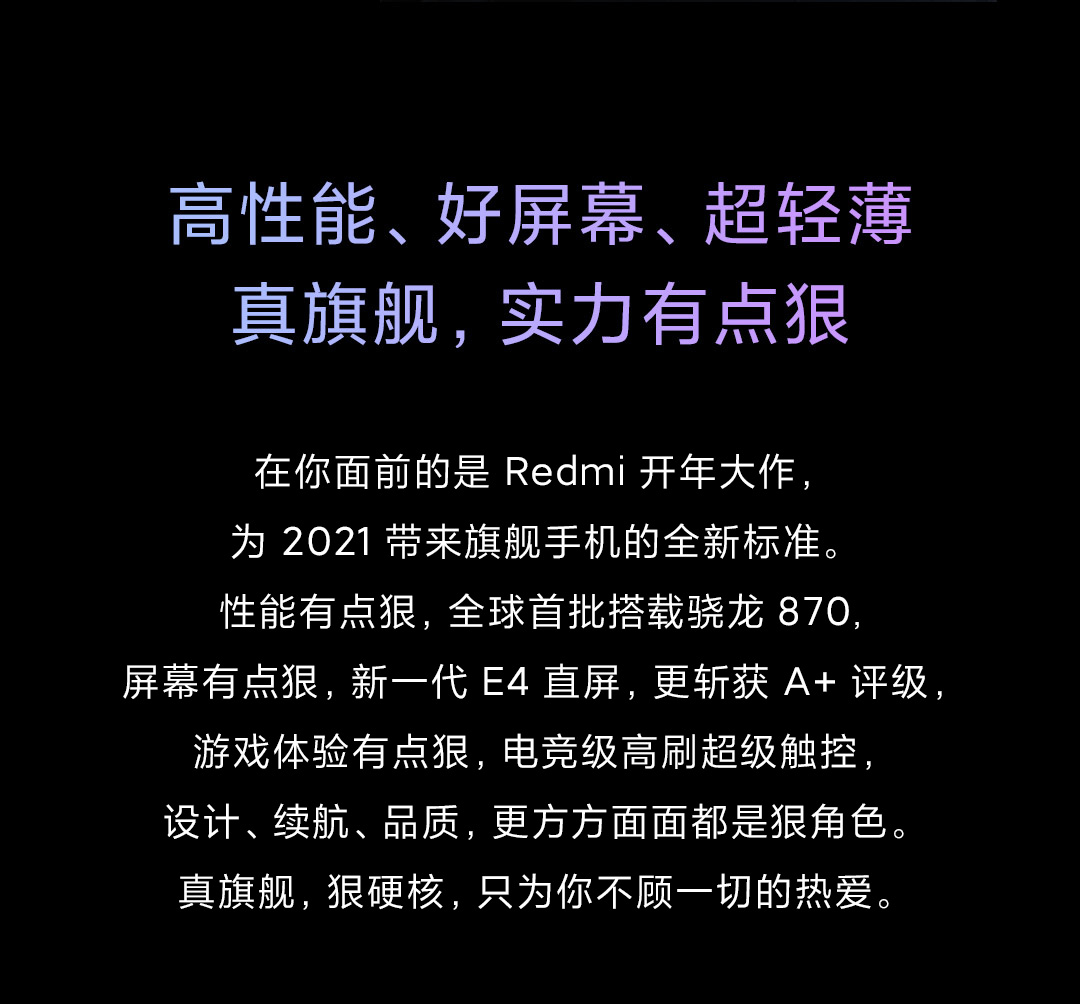 高性能、好屏幕、超轻薄
真旗舰，实力有点狠
在你面前的是 Redmi 开年大作，
为 2021 带来旗舰手机的全新标准。
性能有点狠，全球首批搭载骁龙 870，
屏幕有点狠，新一代 E4 直屏，更斩获 A+ 评级，
游戏体验有点狠，电竞级高刷超级触控，
设计、续航、品质，更方方面面都是狠角色。
真旗舰，狠硬核，只为你不顾一切的热爱。